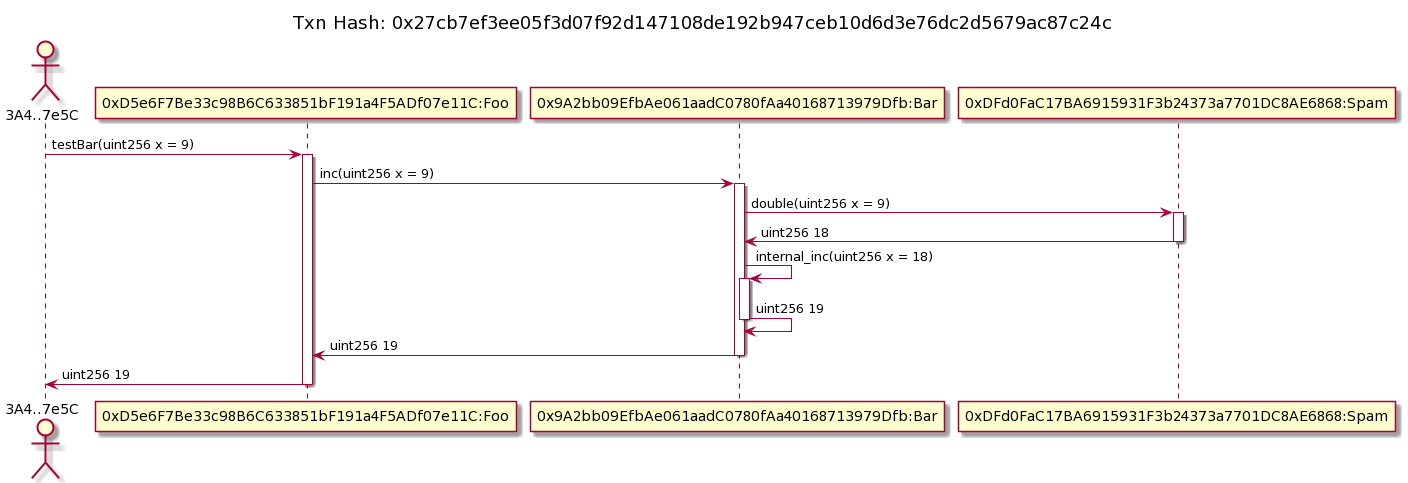 Txn Hash: 0x27cb7ef3ee05f3d07f92d147108de192b947ceb10d6d3e76dc2d5679ac87c24c
3A4..7e5C
0xD5e6F7Be33c98B6C633851bF191a4F5ADf07e11C:Foo
0x9A2bb09EfbAe061aadC0780fAa40168713979Dfb:Bar
0xDFd0FaC17BA6915931F3b24373a7701DC8AE6868:Spam
testBar(uint256 x = 9)
inc(uint256 x = 9)
double(uint256 x = 9)
uint256 18
internal_inc(uint256 x = 18)
uint256 19
uint256 19
uint256 19
3A4..7e5C
0xD5e6F7Be33c98B6C633851bF191a4F5ADf07e11C:Foo
0x9A2bb09EfbAe061aadC0780fAa40168713979Dfb:Bar
0xDFd0FaC17BA6915931F3b24373a7701DC8AE6868:Spam